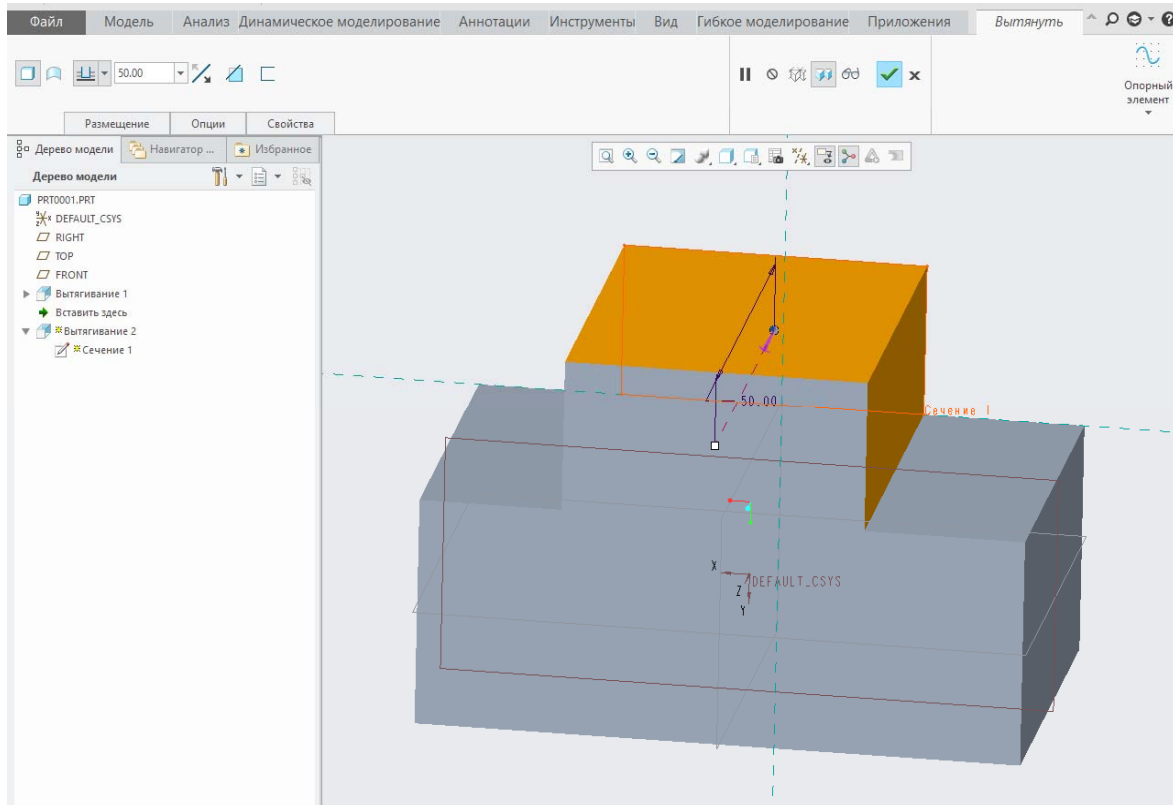 Файл Модель Анализ Динамическое моделирование Аннотации Инструменты Вид Гибкое моделирование Приложения Вытянуть
50.00
Опорный
элемент
Размещение Опции Свойства
Дерево модели Навигатор ... Избранное
Дерево модели
PRT0001.PRT
DEFAULT_CSYS
RIGHT
TOP
FRONT
Вытягивание 1
Вставить здесь
Вытягивание 2
Сечение 1
50.00
Сечение 1
X
DEFAULT_CSYS
Z
Y